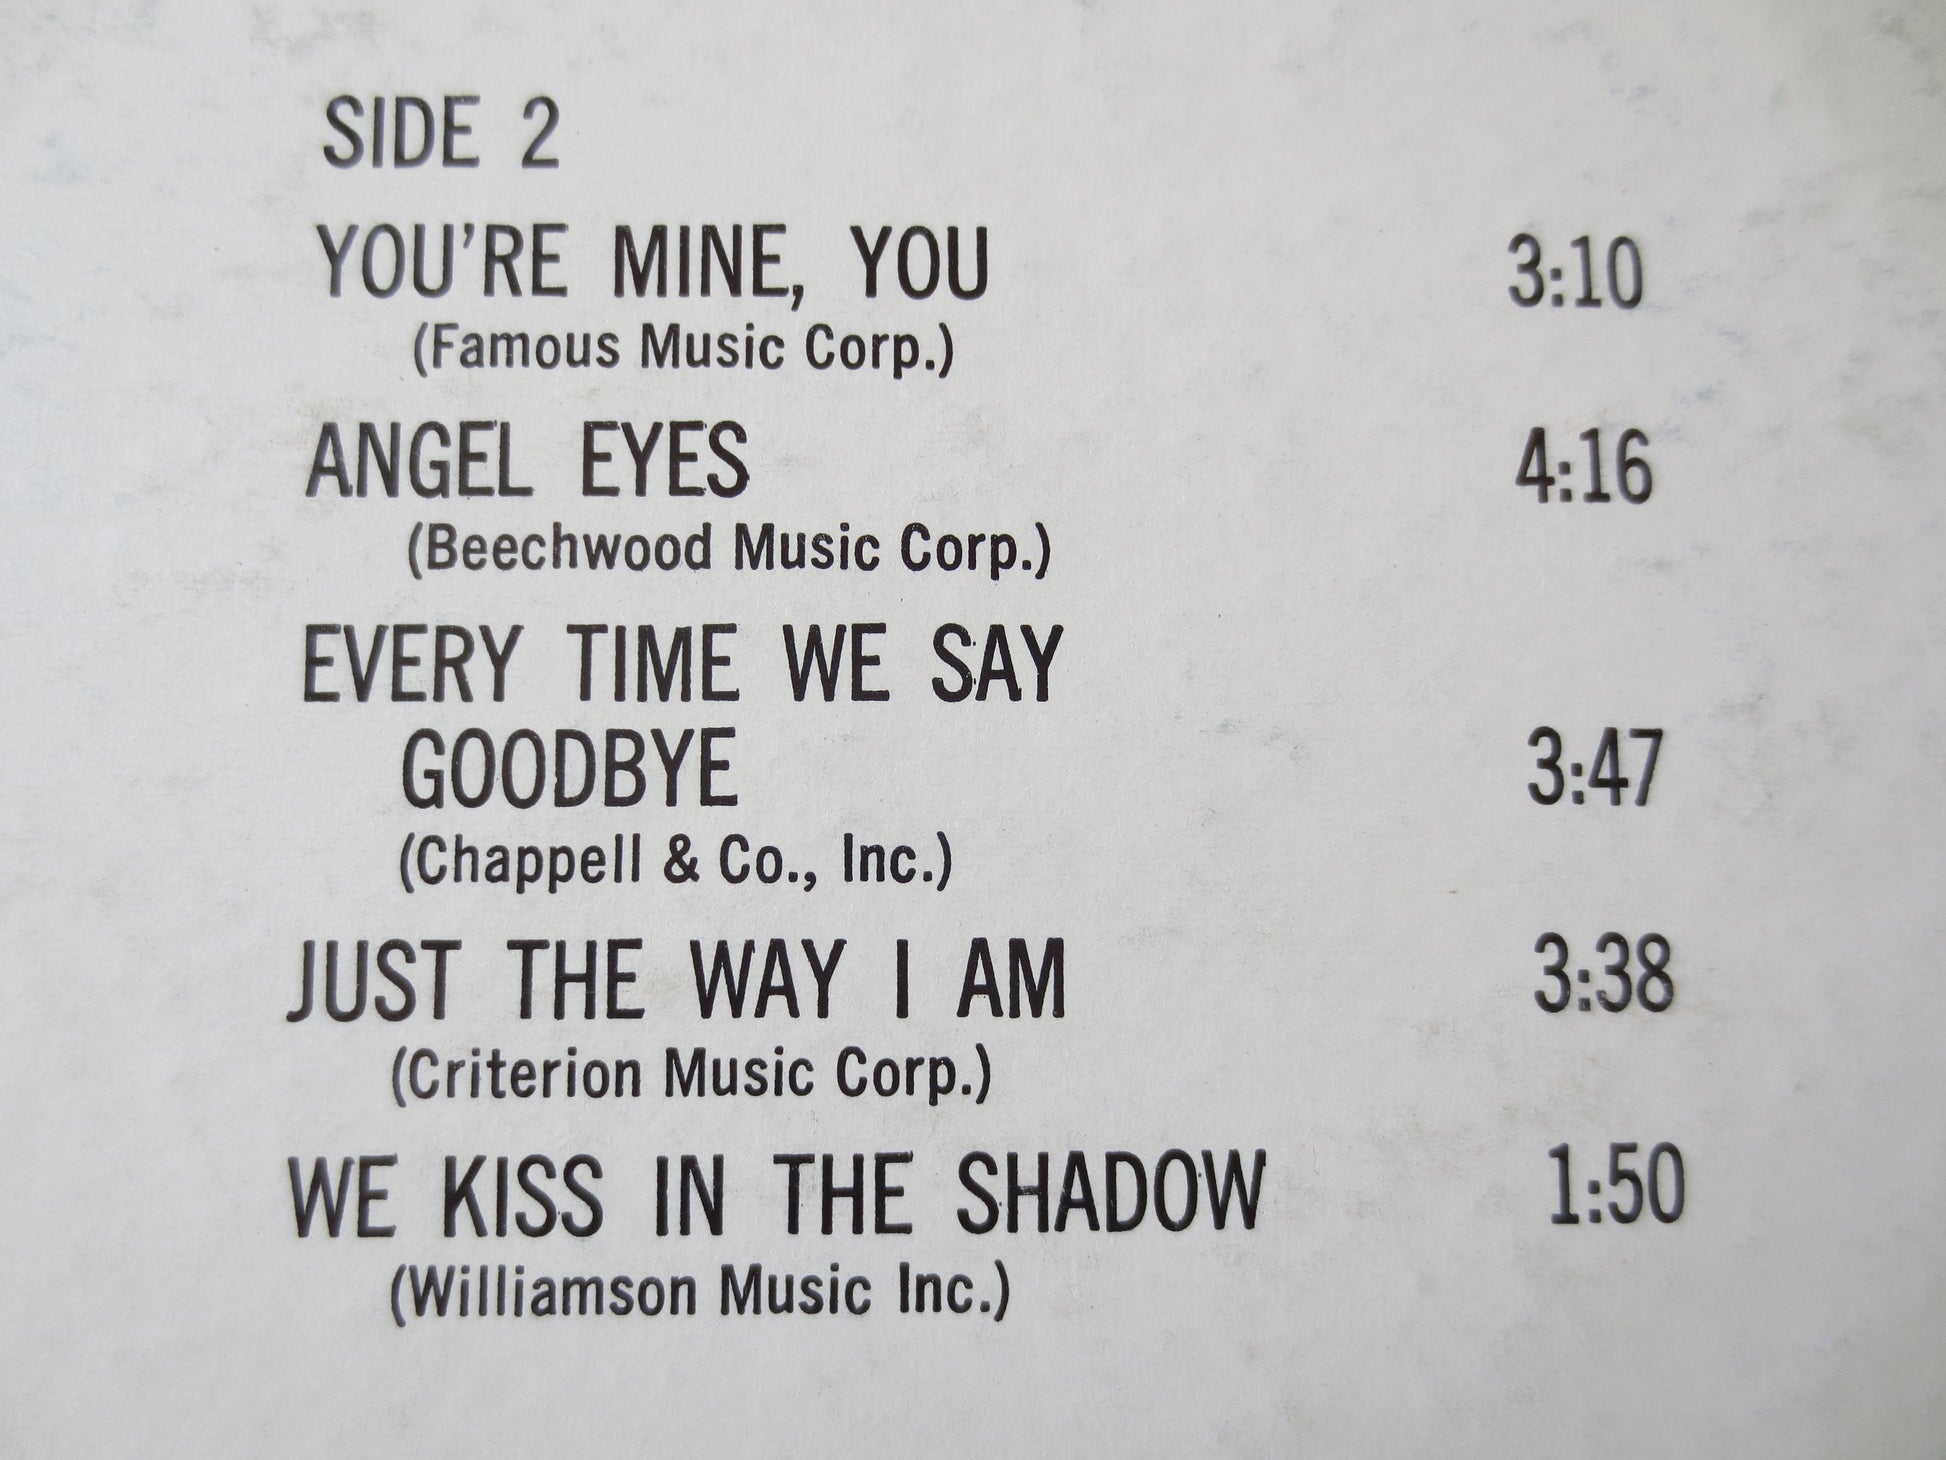 SIDE 2
YOU'RE MINE, YOU 3:10
(Famous Music Corp.)
ANGEL EYES 4:16
(Beechwood Music Corp.)
EVERY TIME WE SAY
GOODBYE 3:47
(Chappell & Co., Inc.)
JUST THE WAY I AM 3:38
(Criterion Music Corp.)
WE KISS IN THE SHADOW 1:50
(Williamson Music Inc.)